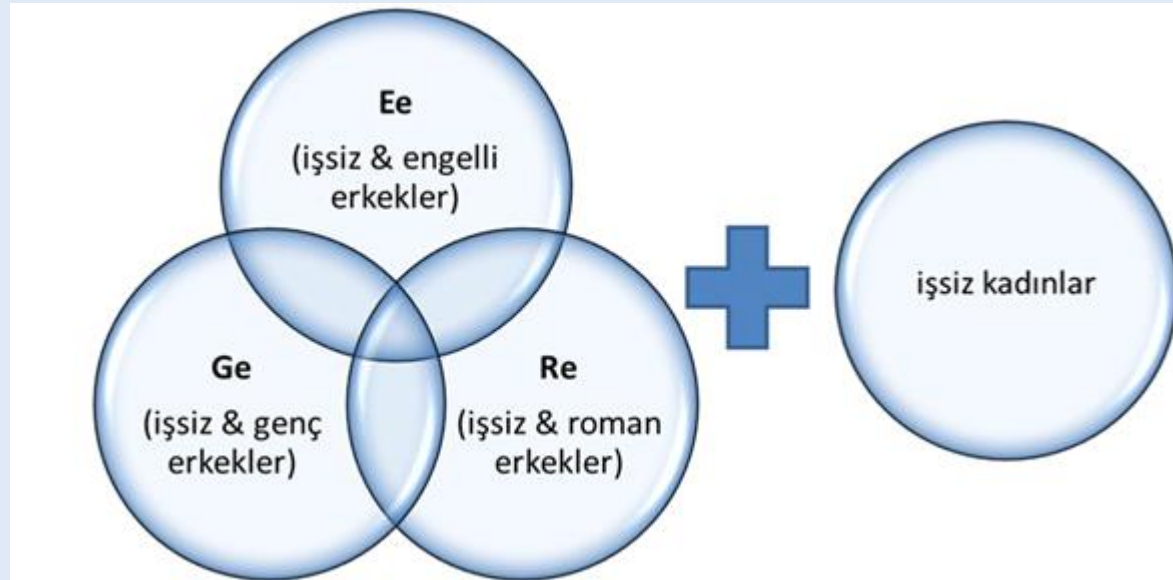 Ee
(işsiz & engelli
erkekler)
Ge
(işsiz & genç
erkekler)
Re
(işsiz & roman
erkekler)
işsiz kadınlar